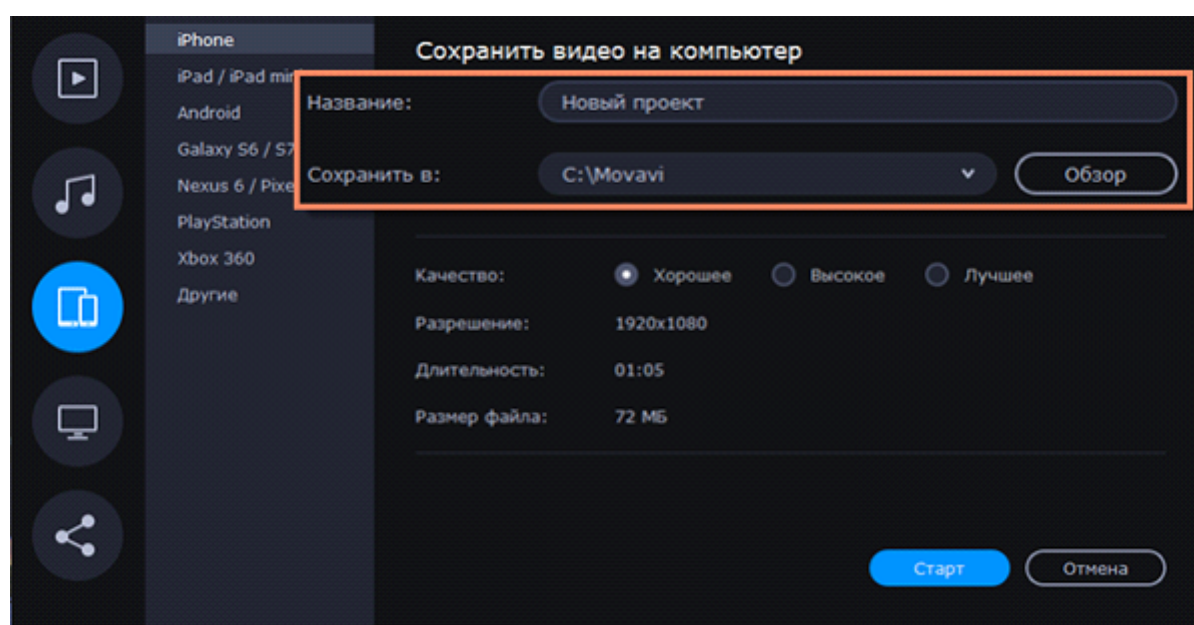 iPhone
iPad / iPad
Android
Galaxy S6 / S7
Nexus 6 /
PlayStation
Xbox 360
Другие
Сохранить видео на компьютер
Название: Новый проект
Сохранить в: C:\Movavi Обзор
Качество: Хорошее Высокое Лучшее
Разрешение: 1920x1080
Длительность: 01:05
Размер файла: 72 МБ
Старт Отмена